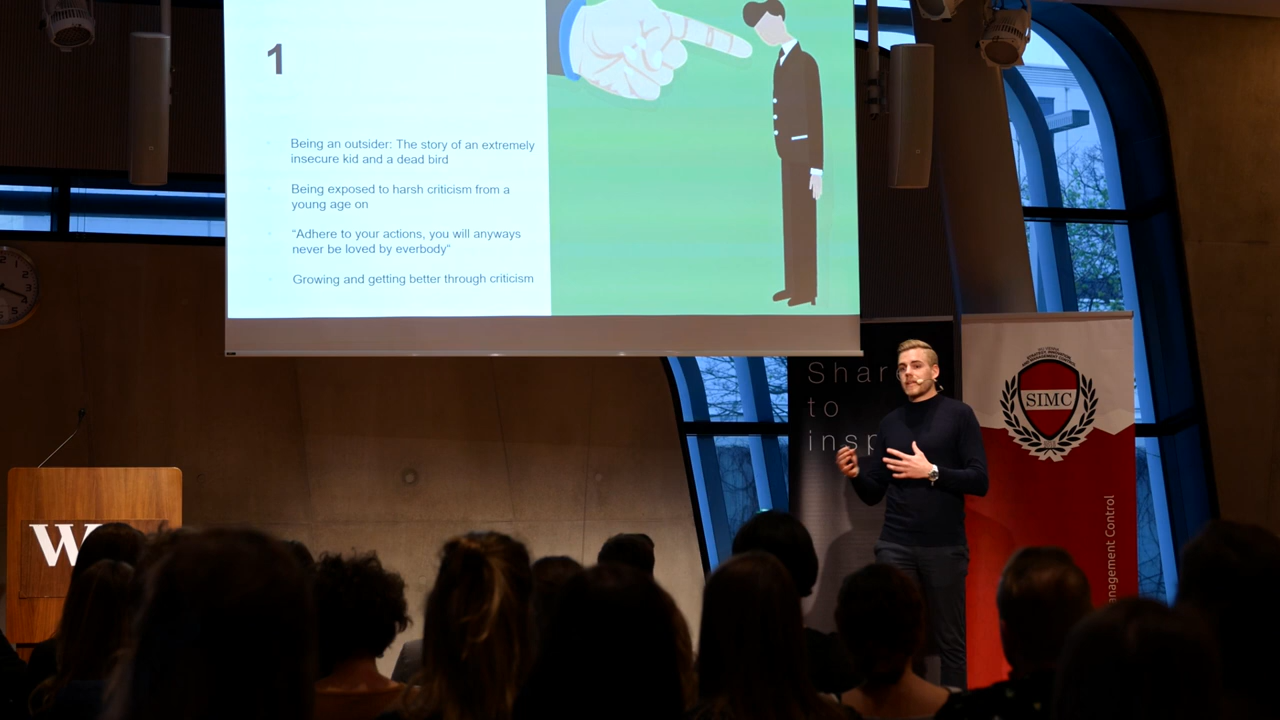 1
Being an outsider: The story of an extremely
insecure kid and a dead bird
Being exposed to harsh criticism from a
young age on
“Adhere to your actions, you will anyways
never be loved by everbody“
Growing and getting better through criticism
Shar
to
insp
SIMC
anagement Control
W